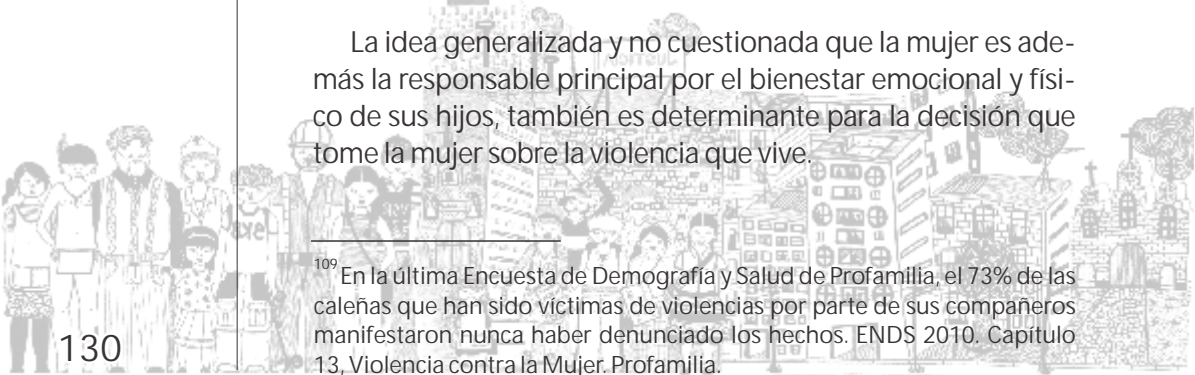 La idea generalizada y no cuestionada que la mujer es ade-
más la responsable principal por el bienestar emocional y físi-
co de sus hijos, también es determinante para la decisión que
tome la mujer sobre la violencia que vive.
109 En la última Encuesta de Demografía y Salud de Profamilia, el 73% de las
caleñas que han sido víctimas de violencias por parte de sus compañeros
manifestaron nunca haber denunciado los hechos. ENDS 2010. Capítulo
13, Violencia contra la Mujer. Profamilia.
130